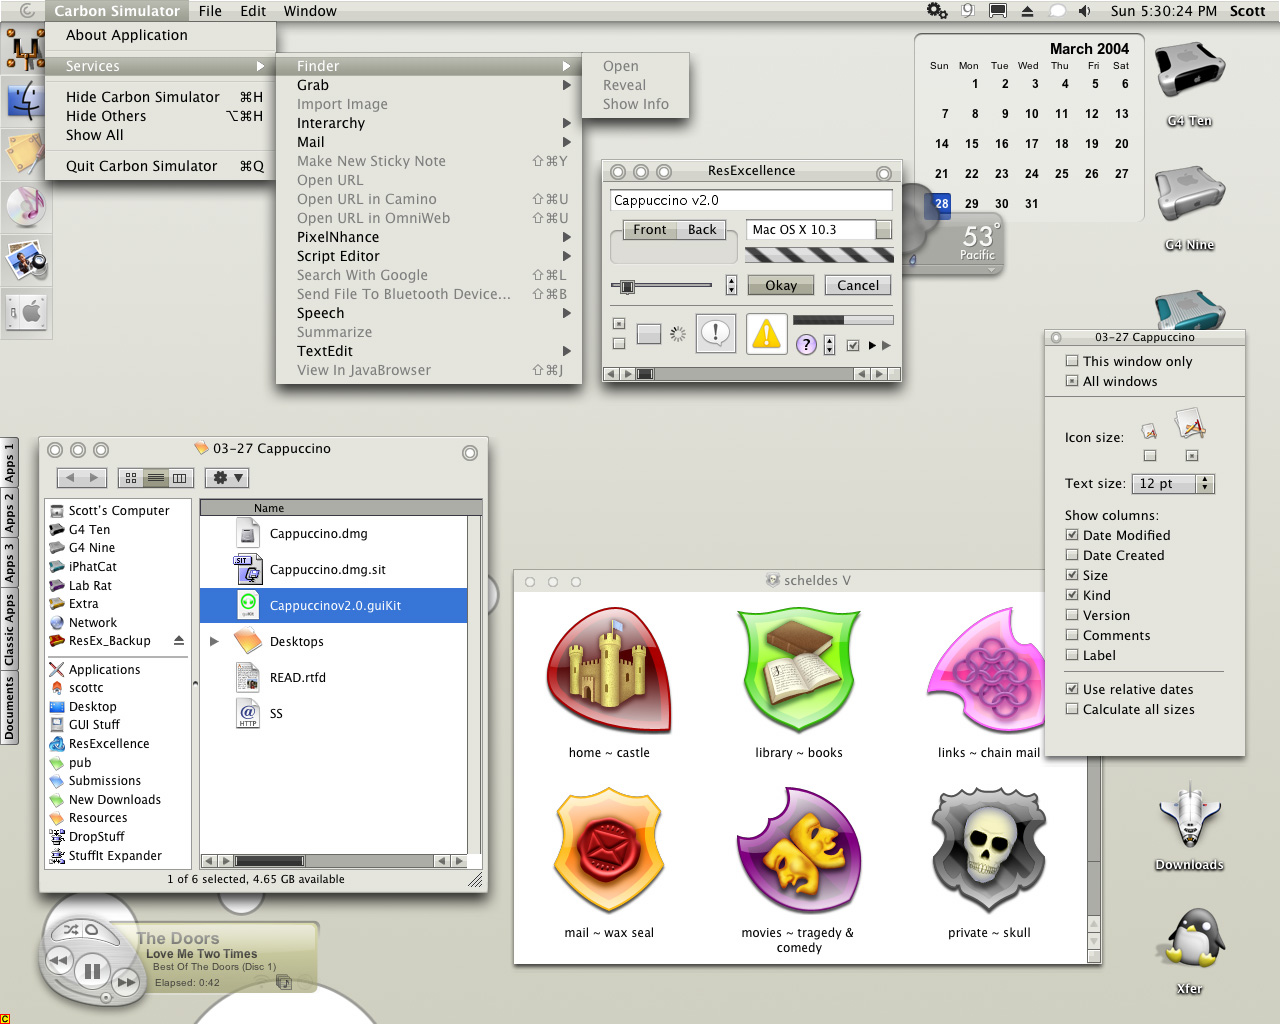 Carbon Simulator File Edit Window
9 Sun 5:30:24 PM Scott
About Application
Services
Hide Carbon Simulator ⌘H
Hide Others ⌥⌘H
Show All
Quit Carbon Simulator ⌘Q
Finder
Grab
Import Image
Interarchy
Mail
Make New Sticky Note ⇧⌘Y
Open URL
Open URL in Camino ⇧⌘U
Open URL in OmniWeb ⇧⌘U
PixelNhance
Script Editor
Search With Google ⇧⌘L
Send File To Bluetooth Device... ⇧⌘B
Speech
Summarize
TextEdit
View In JavaBrowser ⇧⌘J
Open
Reveal
Show Info
March 2004
Sun Mon Tue Wed Thu Fri Sat
1 2 3 4 5 6
7 8 9 10 11 12 13
14 15 16 17 18 19 20
21 22 23 24 25 26 27
28 29 30 31
53°
Pacific
G4 Ten
G4 Nine
ResExcellence
Cappuccino v2.0
Front Back
Mac OS X 10.3
Okay Cancel
!
!
?
03-27 Cappuccino
This window only
All windows
Icon size:
Text size: 12 pt
Show columns:
Date Modified
Date Created
Size
Kind
Version
Comments
Label
Use relative dates
Calculate all sizes
Apps 1
Apps 2
Apps 3
Classic Apps
Documents
03-27 Cappuccino
Scott's Computer
G4 Ten
G4 Nine
iPhatCat
Lab Rat
Extra
Network
ResEx_Backup
Applications
scottc
Desktop
GUI Stuff
ResExcellence
pub
Submissions
New Downloads
Resources
DropStuff
StuffIt Expander
Name
Cappuccino.dmg
SIT
Cappuccino.dmg.sit
guiKit
Cappuccinov2.0.guiKit
Desktops
READ.rtfd
@
HTTP
SS
1 of 6 selected, 4.65 GB available
scheldes V
home ~ castle
library ~ books
links ~ chain mail
mail ~ wax seal
movies ~ tragedy &
comedy
private ~ skull
Downloads
Xfer
The Doors
Love Me Two Times
Best Of The Doors (Disc 1)
Elapsed: 0:42
C